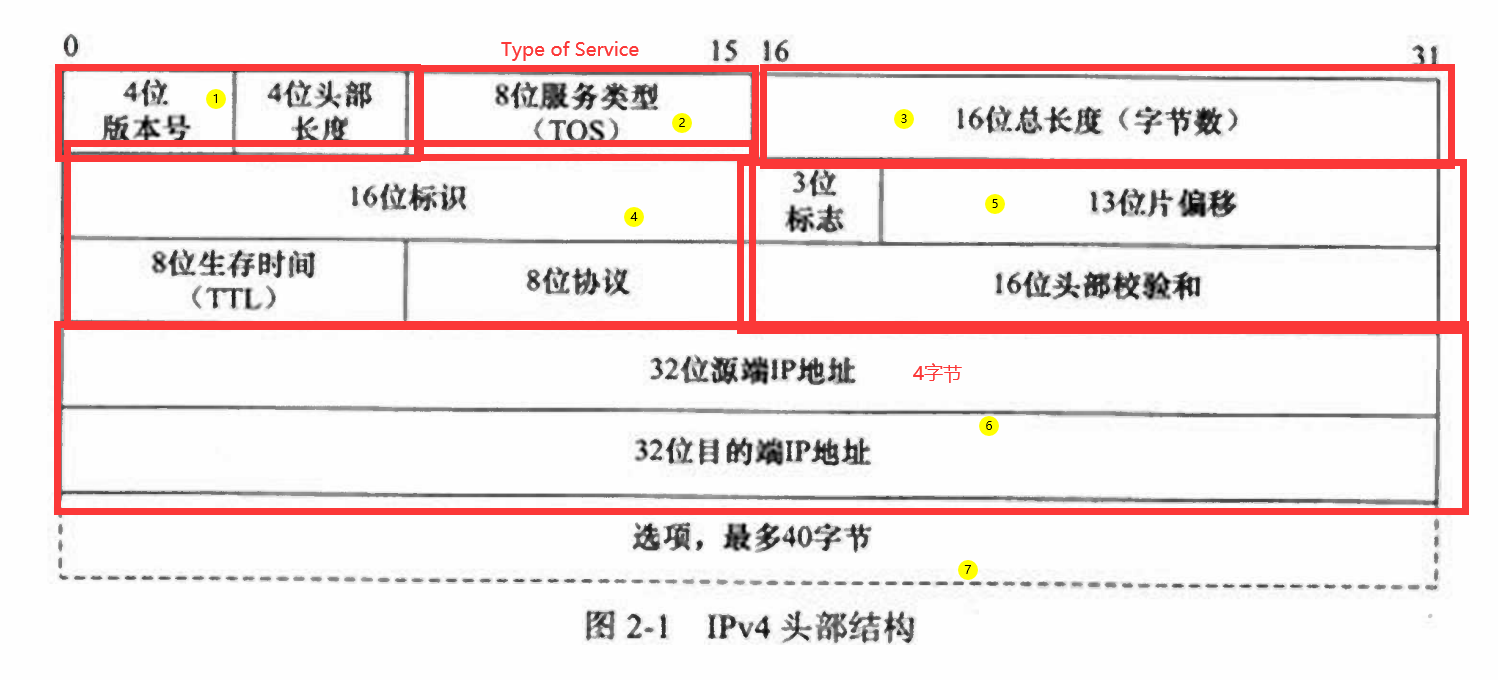 0
Type of Service
15 16
31
4位
版本号
1
4位头部
长度
8位服务类型
（TOS）
2
3
16位总长度（字节数）
16位标识
4
3位
标志
5
13位片偏移
8位生存时间
（TTL）
8位协议
16位头部校验和
32位源端IP地址
4字节
6
32位目的端IP地址
选项，最多40字节
7
图 2-1 IPv4 头部结构